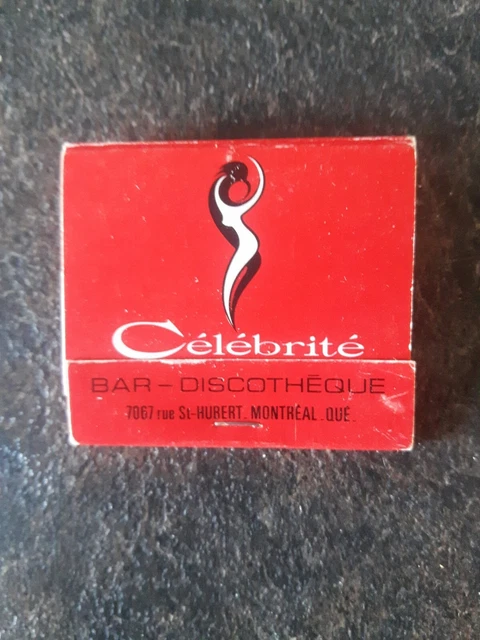 Célébrité
BAR - DISCOTHÈQUE
7067 rue St-HUBERT. MONTRÉAL. QUÉ.